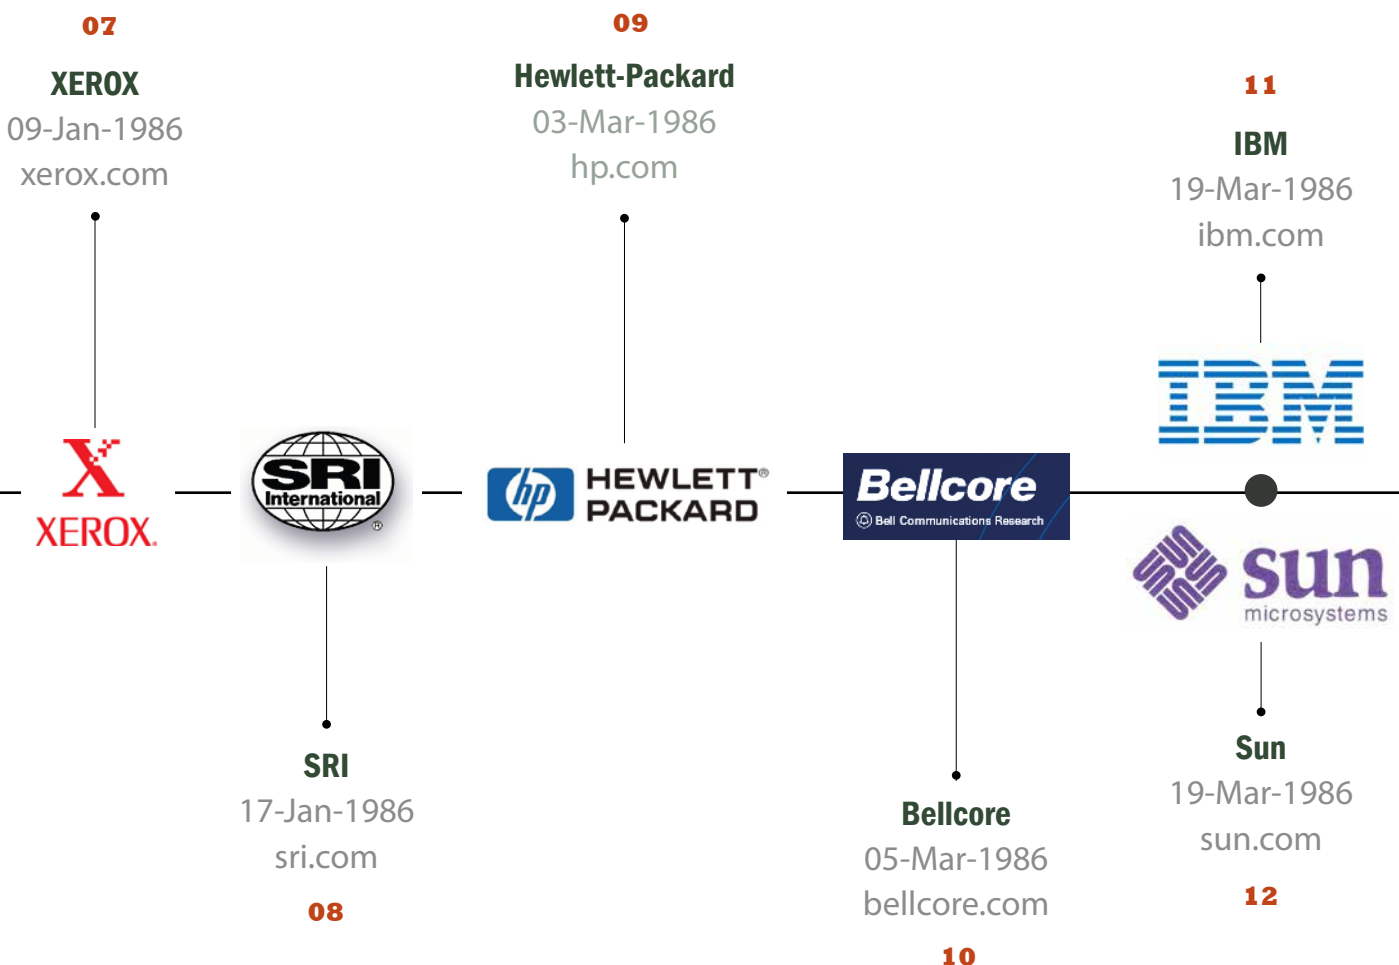 07
XEROX
09-Jan-1986
xerox.com
X
XEROX.
SRI
International
®
SRI
17-Jan-1986
sri.com
08
09
Hewlett-Packard
03-Mar-1986
hp.com
hp
HEWLETT®
PACKARD
Bellcore
Bell Communications Research
Bellcore
05-Mar-1986
bellcore.com
10
11
IBM
19-Mar-1986
ibm.com
IBM
sun
microsystems
Sun
19-Mar-1986
sun.com
12